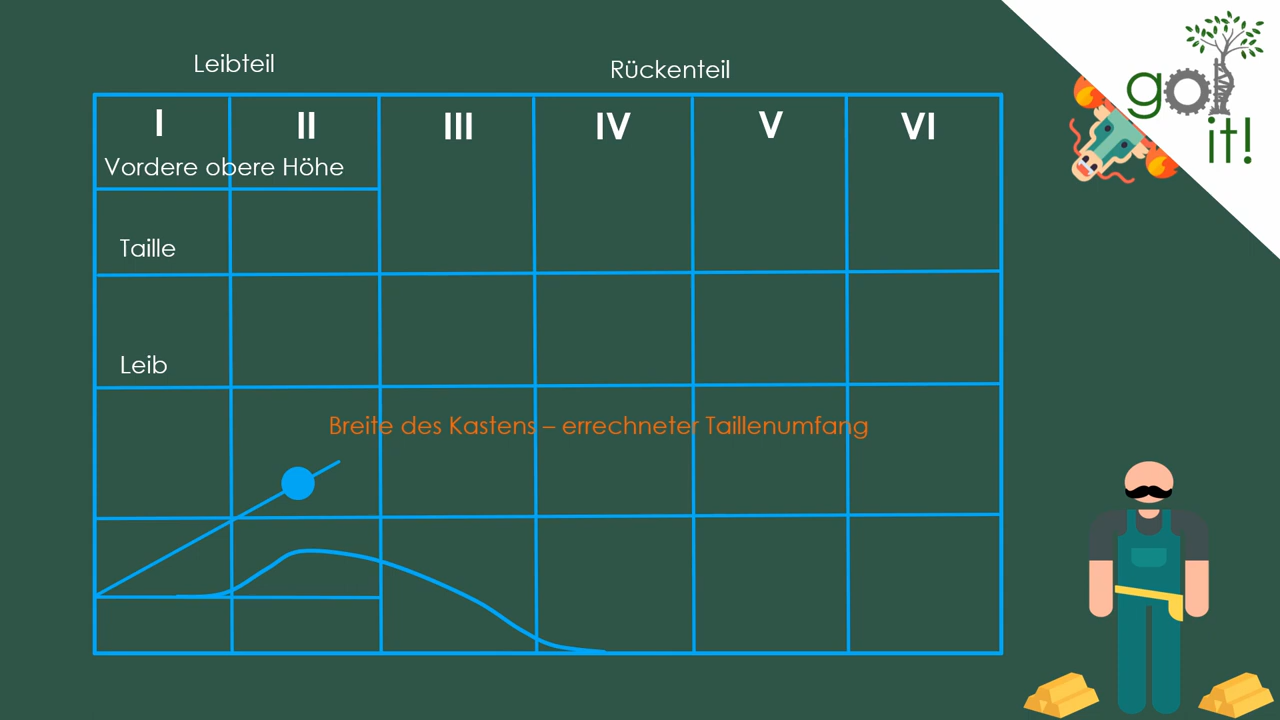 Leibteil
Rückenteil
I II III IV V VI
Vordere obere Höhe
Taille
Leib
Breite des Kastens – errechneter Taillenumfang
got
it!